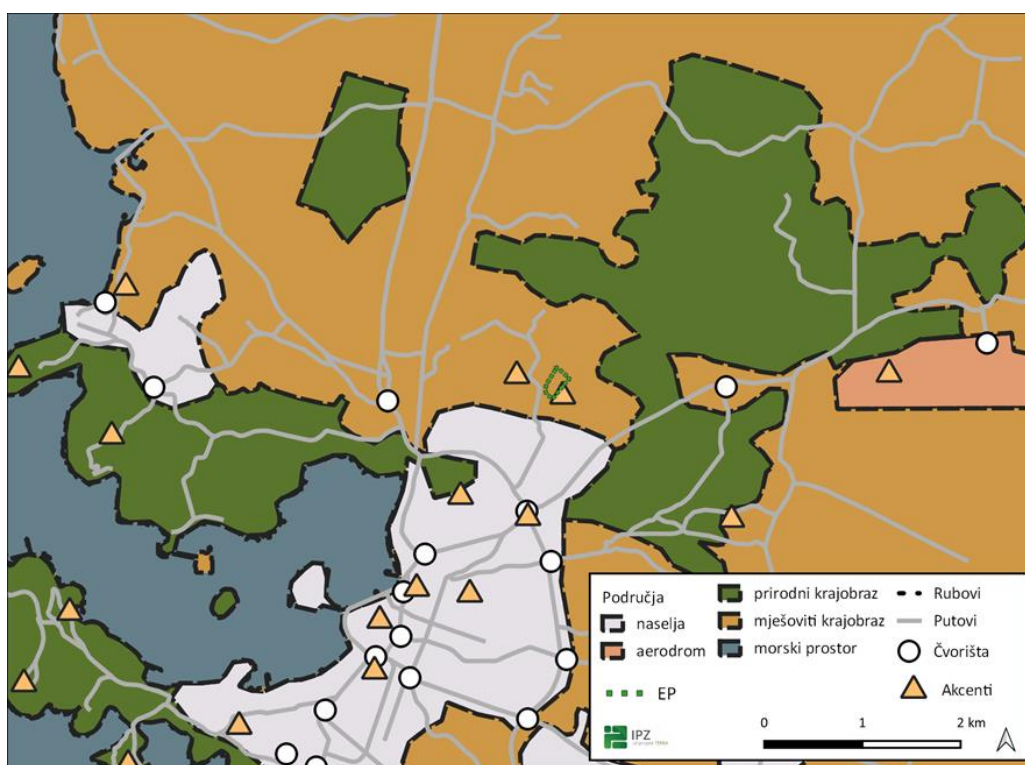 Područja
naselja
aerodrom
prirodni krajobraz
mješoviti krajobraz
morski prostor
Rubovi
Putovi
Čvorišta
Akcenti
EP
IPZ
0 1 2 km